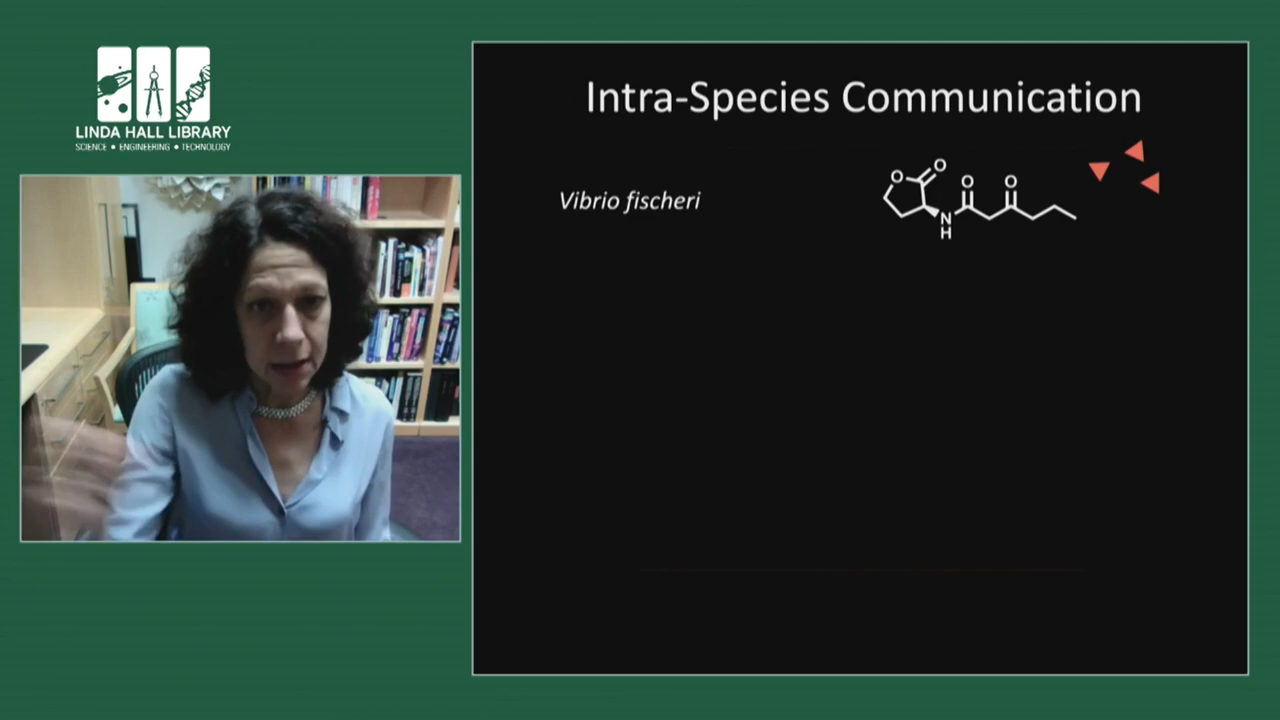 LINDA HALL LIBRARY
SCIENCE • ENGINEERING • TECHNOLOGY
Intra-Species Communication
Vibrio fischeri
O
O
O
O
N
H